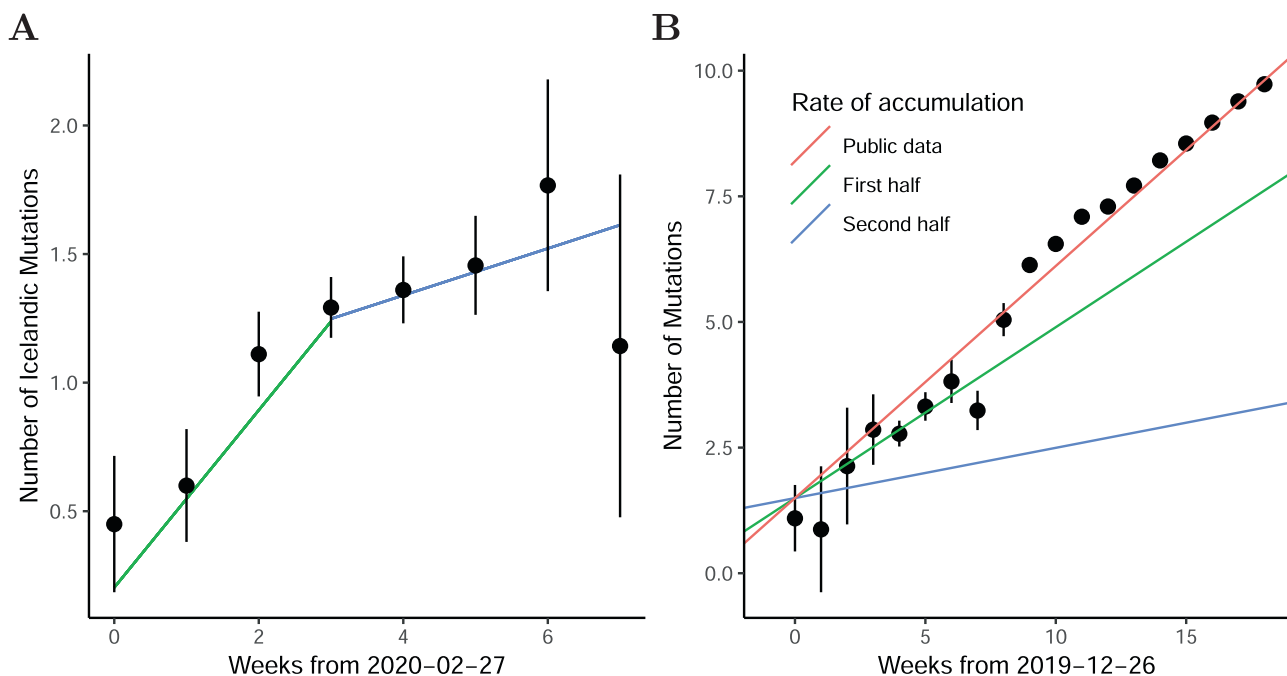 A
Number of Icelandic Mutations
2.0
1.5
1.0
0.5
0 2 4 6
Weeks from 2020−02−27
B
Number of Mutations
10.0
7.5
5.0
2.5
0.0
Rate of accumulation
Public data
First half
Second half
0 5 10 15
Weeks from 2019−12−26